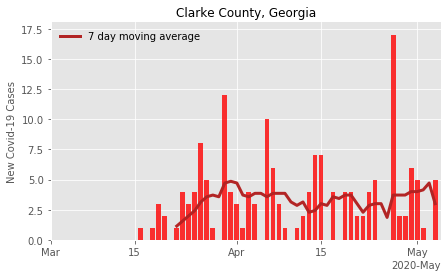 Clarke County, Georgia
7 day moving average
New Covid-19 Cases
17.5
15.0
12.5
10.0
7.5
5.0
2.5
0.0
Mar
15
Apr
15
May
2020-May